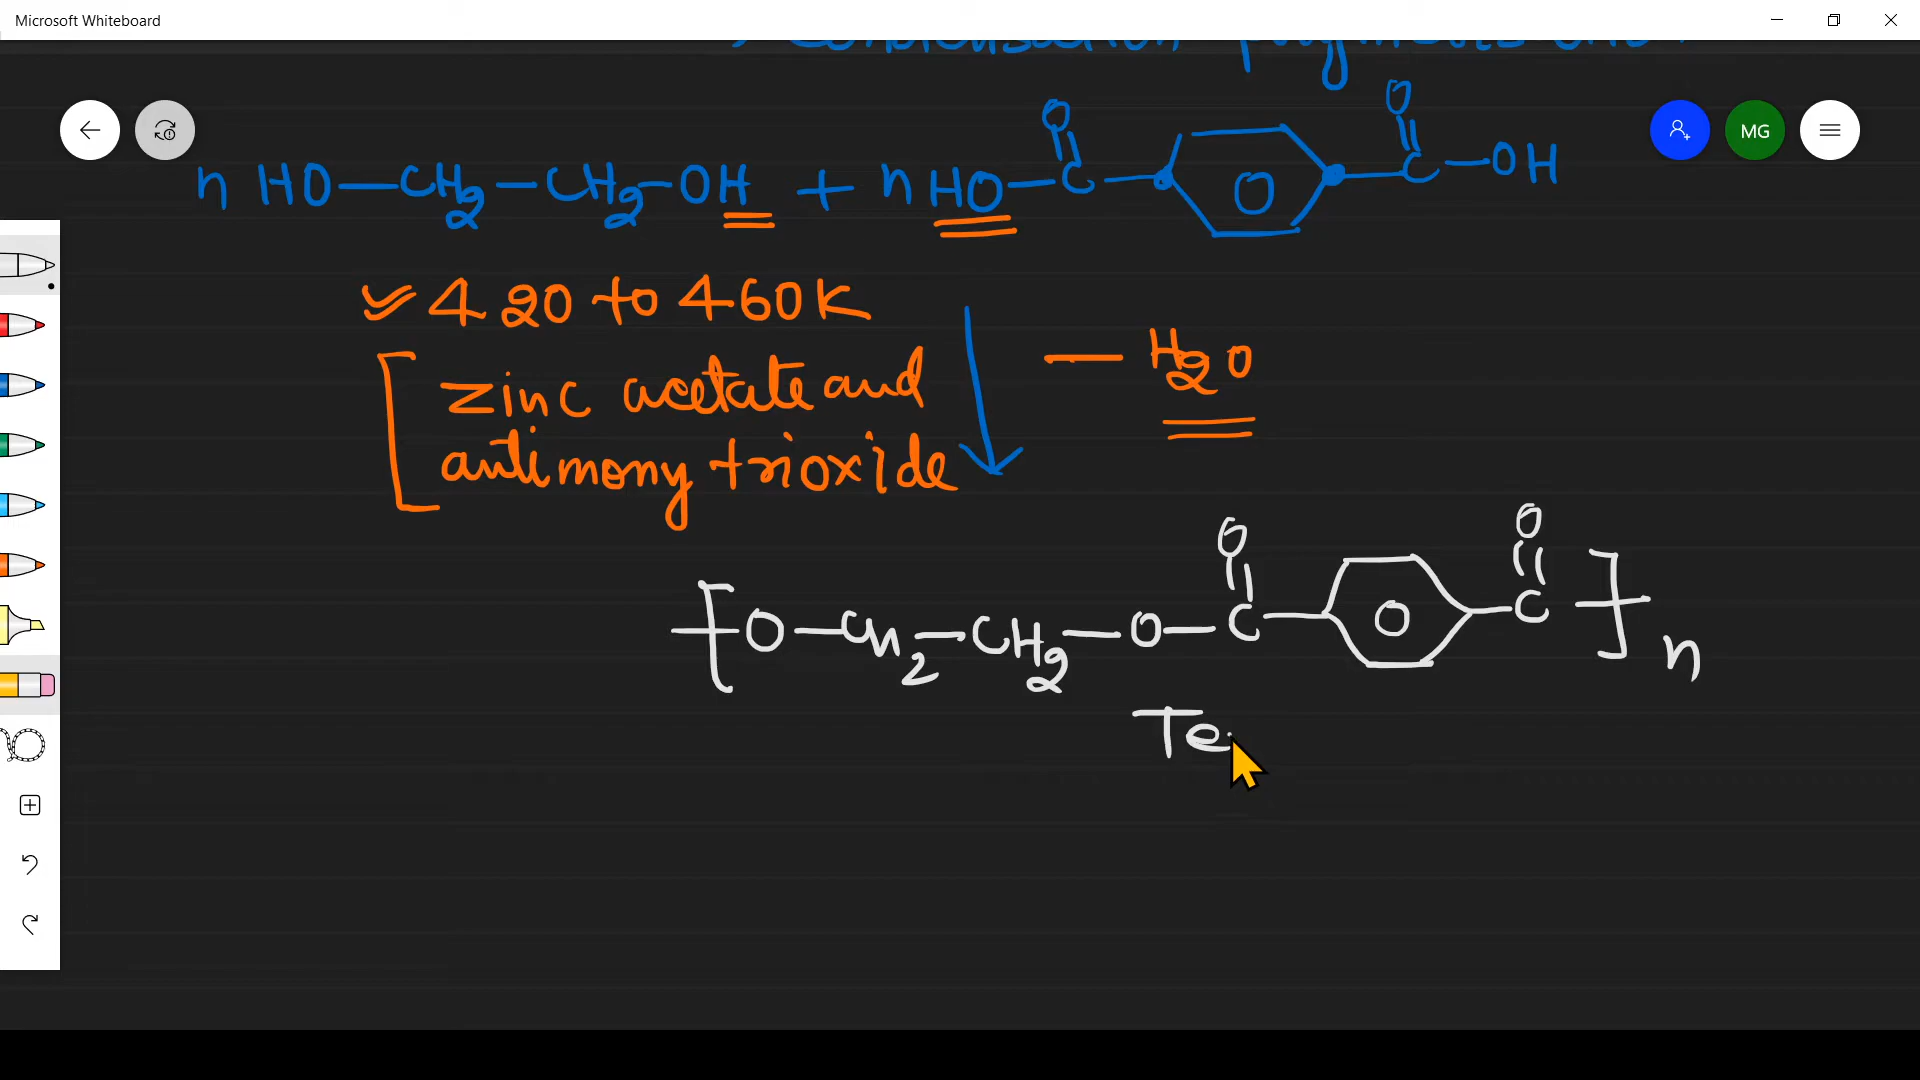 Microsoft Whiteboard
MG
O O
n HO—CH2—CH2—OH + n HO—C—O—C—OH
420 to 460K
— H2O
zinc acetate and
antimony trioxide
O O
[O—CH2—CH2—O—C—O—C]n
Te